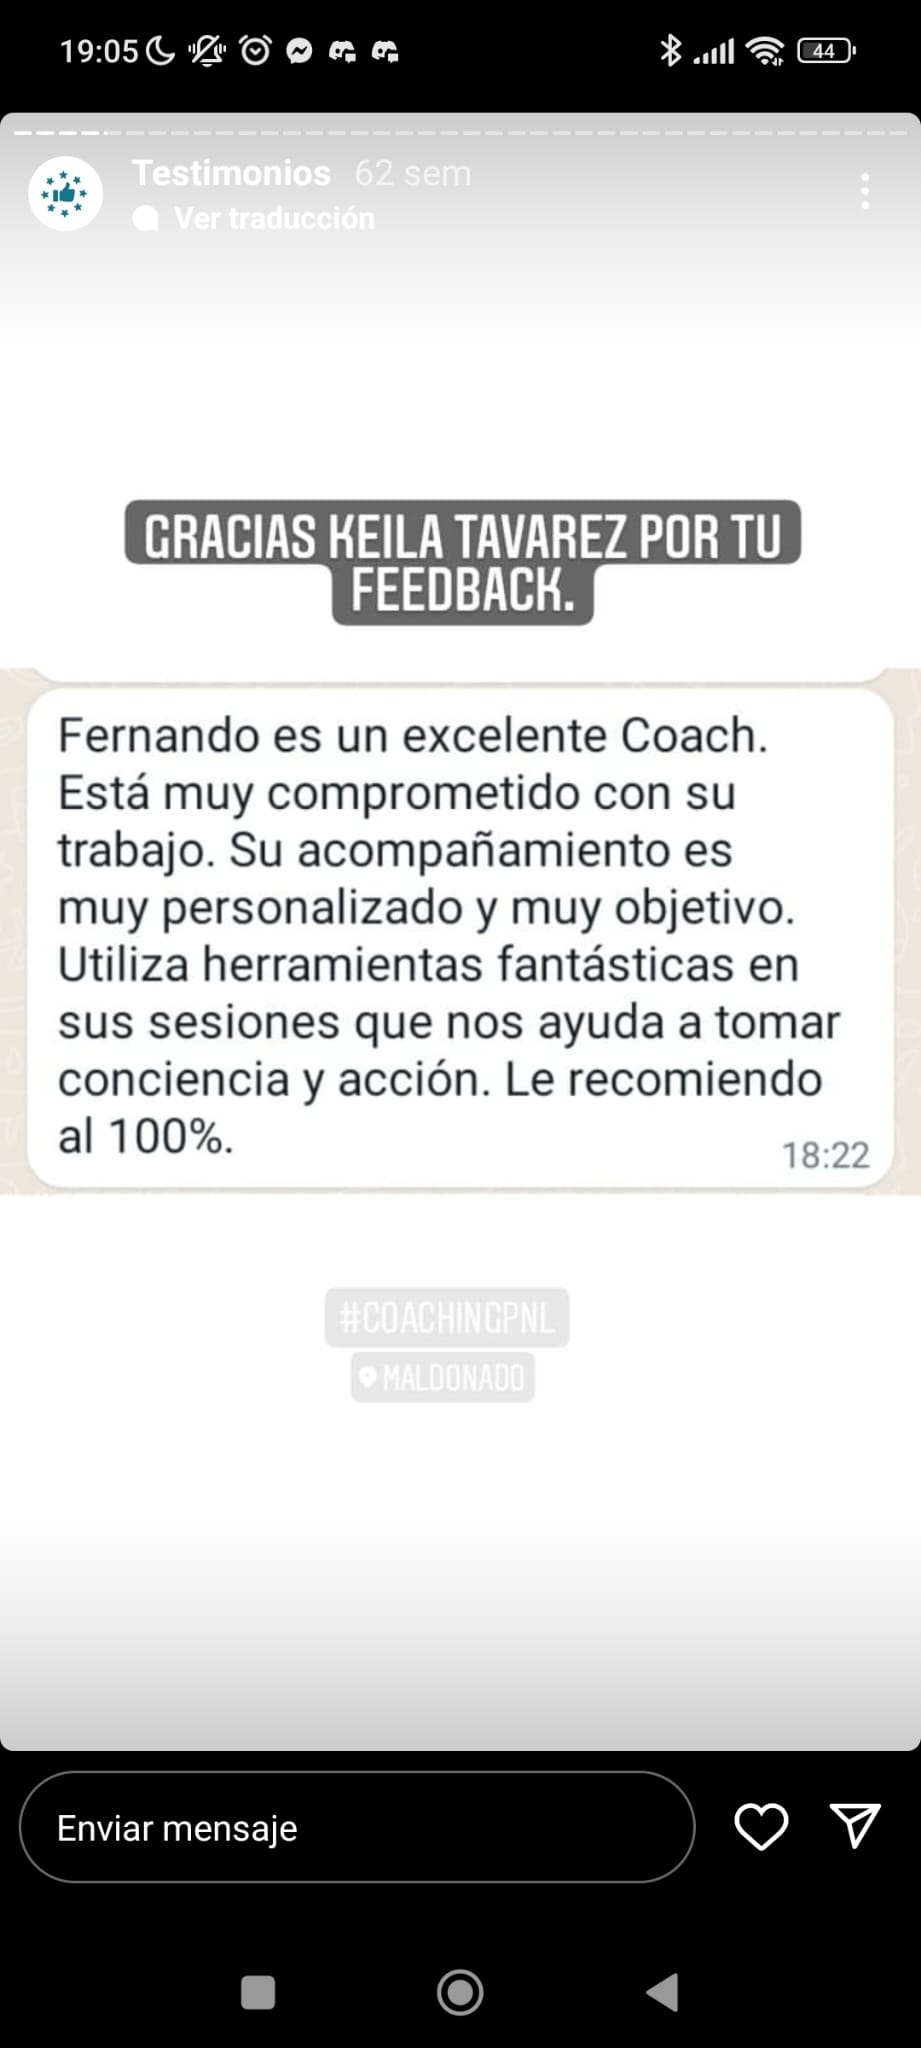 19:05
44
Testimonios 62 sem
Ver traducción
GRACIAS KEILA TAVAREZ POR TU
FEEDBACK.
Fernando es un excelente Coach.
Está muy comprometido con su
trabajo. Su acompañamiento es
muy personalizado y muy objetivo.
Utiliza herramientas fantásticas en
sus sesiones que nos ayuda a tomar
conciencia y acción. Le recomiendo
al 100%.
18:22
#COACHINGPNL
MALDONADO
Enviar mensaje